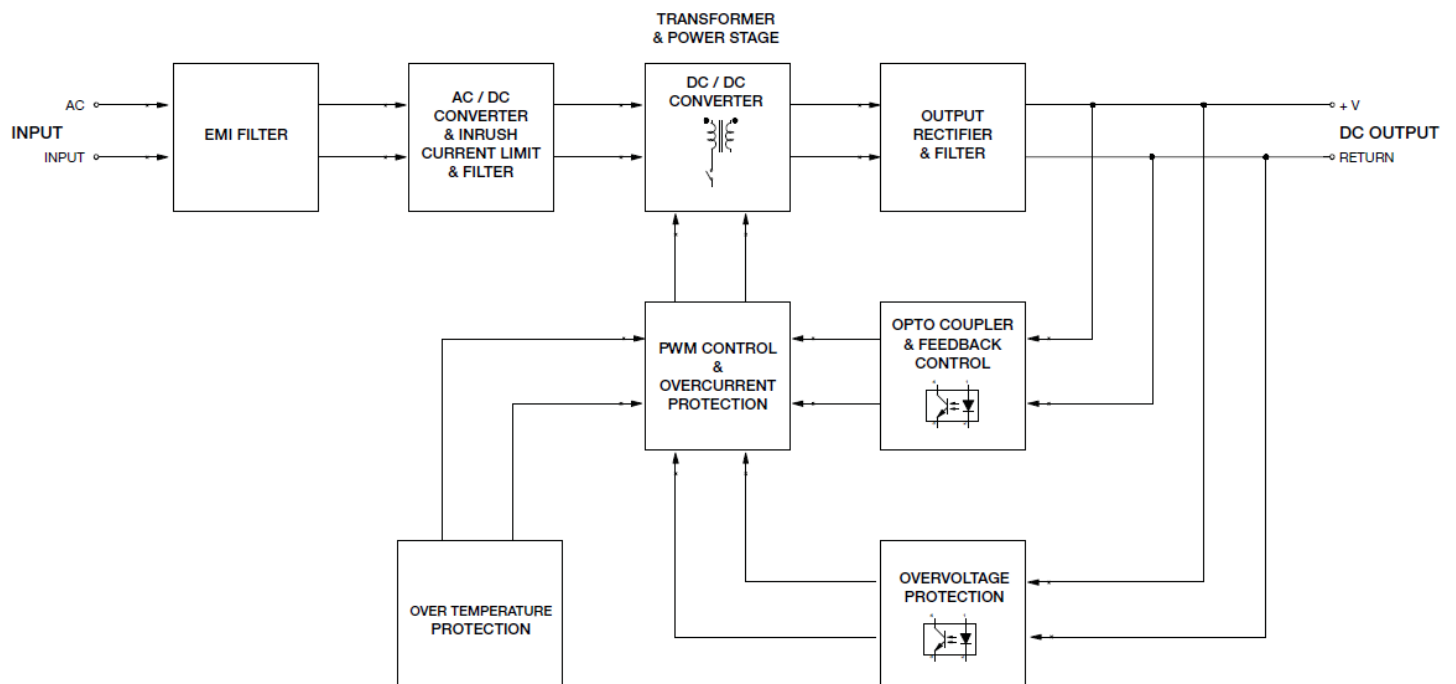 TRANSFORMER
& POWER STAGE
AC
INPUT
INPUT
EMI FILTER
AC / DC
CONVERTER
& INRUSH
CURRENT LIMIT
& FILTER
DC / DC
CONVERTER
OUTPUT
RECTIFIER
& FILTER
+ V
DC OUTPUT
RETURN
PWM CONTROL
&
OVERCURRENT
PROTECTION
OPTO COUPLER
& FEEDBACK
CONTROL
OVER TEMPERATURE
PROTECTION
OVERVOLTAGE
PROTECTION